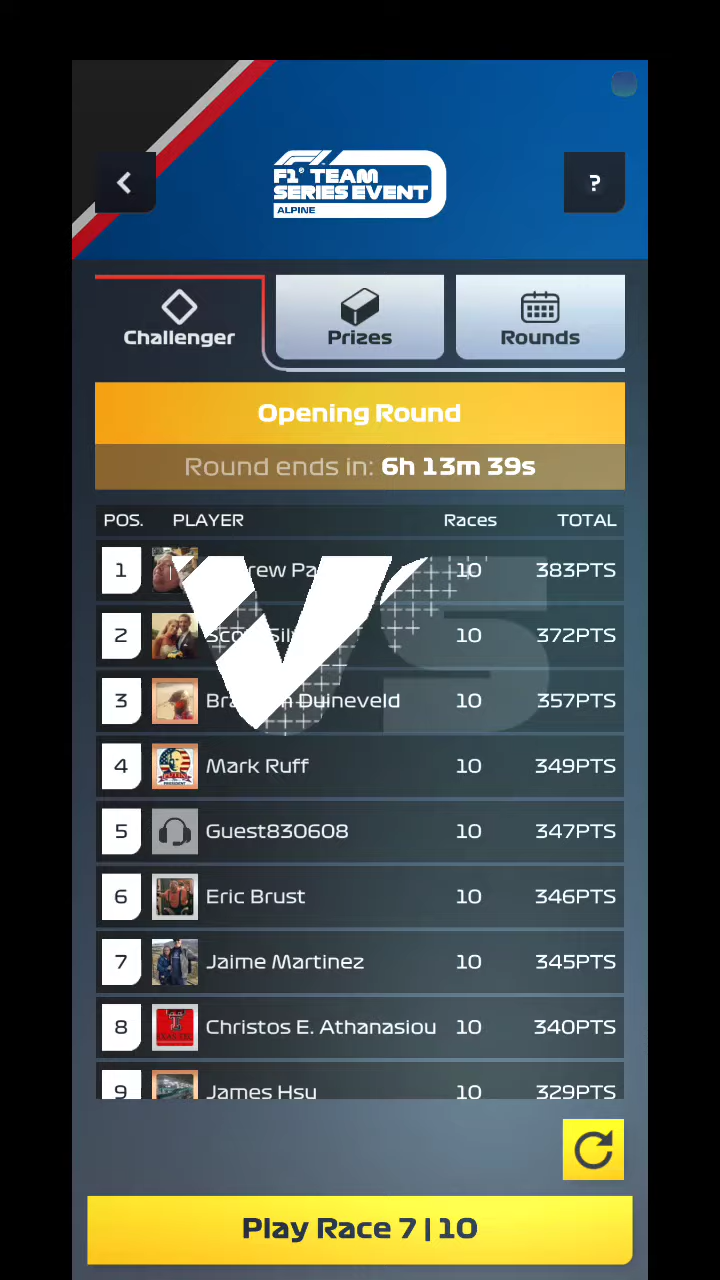 F1® TEAM
SERIES EVENT
ALPINE
?
Challenger
Prizes
Rounds
Opening Round
Round ends in: 6h 13m 39s
POS. PLAYER Races TOTAL
1 10 383PTS
2 10 372PTS
3 Duineveld 10 357PTS
VS
4 Mark Ruff 10 349PTS
5 Guest830608 10 347PTS
6 Eric Brust 10 346PTS
7 Jaime Martinez 10 345PTS
8 Christos E. Athanasiou 10 340PTS
9 James Hsu 10 329PTS
Play Race 7|10